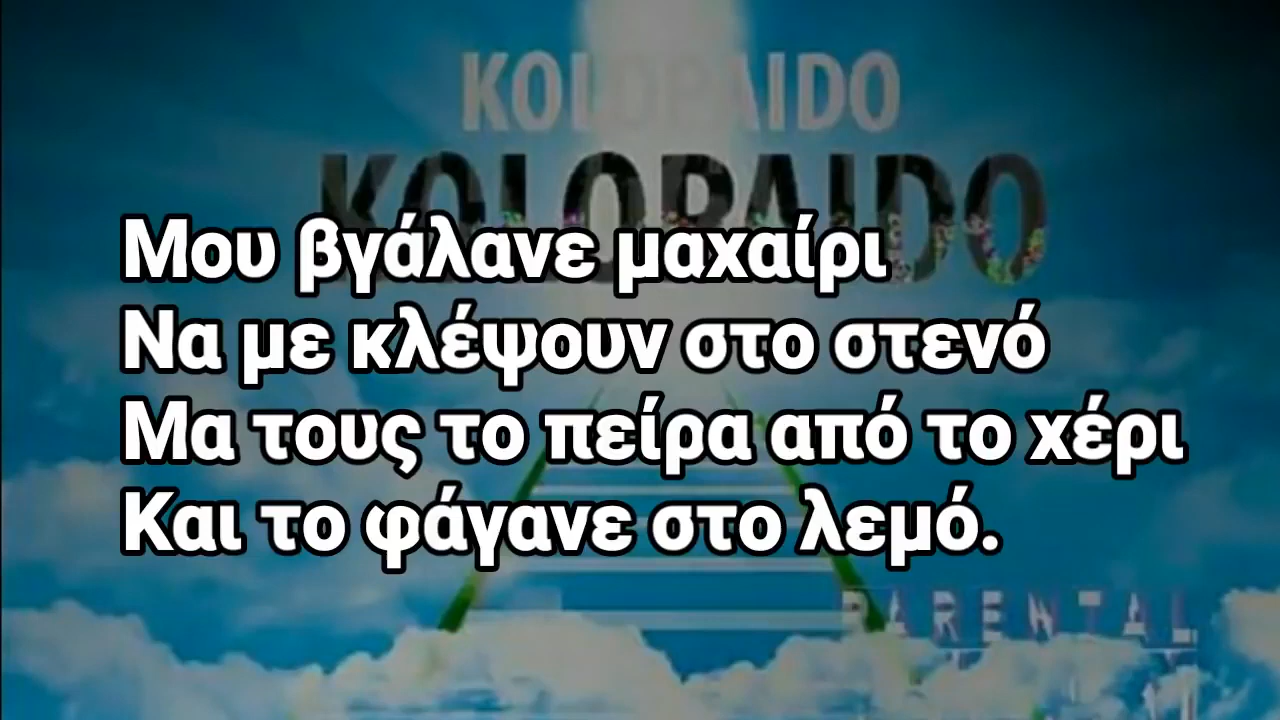 KOLORAIDO
KOLORAIDO
Μου βγάλανε μαχαίρι
Να με κλέψουν στο στενό
Μα τους το πείρα από το χέρι
Και το φάγανε στο λεμό.
PARENTAL